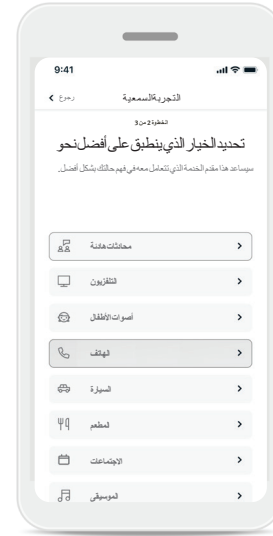 9:41
رجوع
التجربة السمعية
الخطوة 2 من 3
تحديد الخيار الذي ينطبق على أفضل نحو
سيساعد هذا مقدم الخدمة الذي تتعامل معه في فهم حالتك بشكل أفضل.
محادثات هادئة
التلفزيون
أصوات الأطفال
الهاتف
السيارة
المطعم
الاجتماعات
الموسيقى